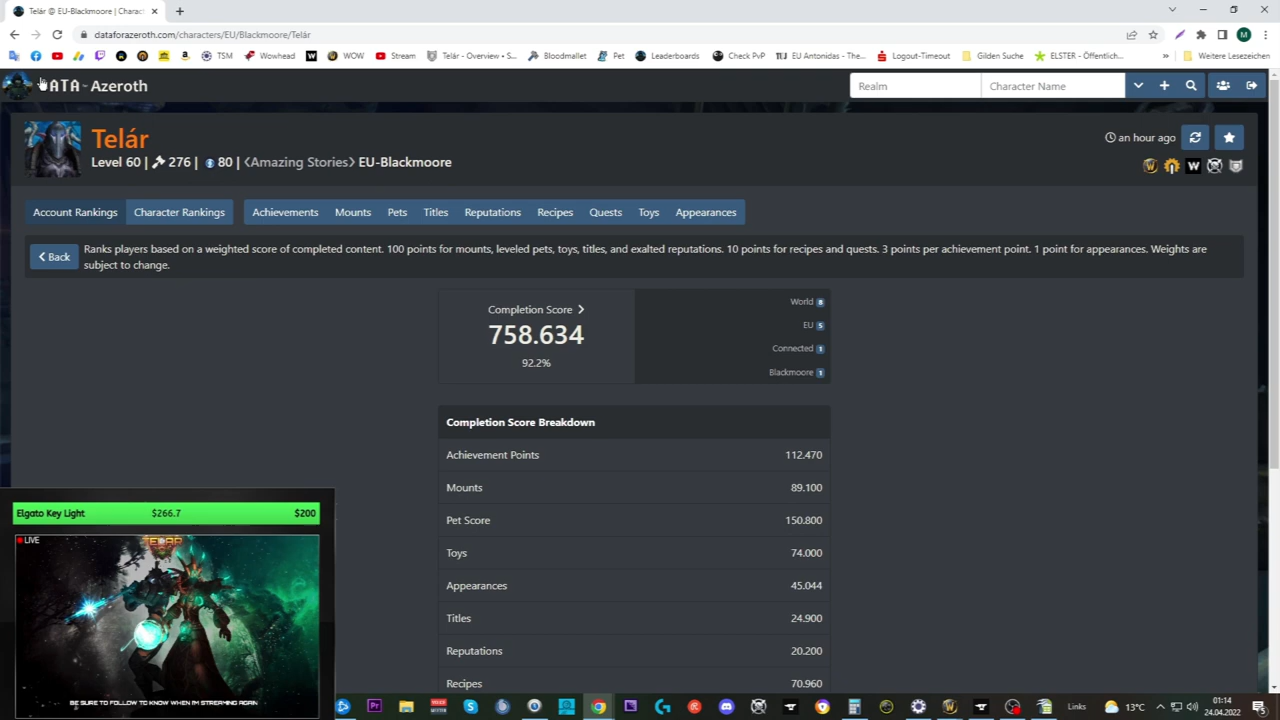 Telár @ EU-Blackmoore | Charac
dataforazeroth.com/characters/EU/Blackmoore/Telár
TSM
Wowhead
WOW
Stream
Telár - Overview « S...
Bloodmallet
Pet
Leaderboards
Check PvP
EU Antonidas - The...
Logout-Timeout
Gilden Suche
ELSTER - Öffentlich...
»
Weitere Lesezeichen
M
ATA - Azeroth
Realm
Character Name
Telár
Level 60 | 276 | 80 | <Amazing Stories> EU-Blackmoore
an hour ago
Account Rankings
Character Rankings
Achievements
Mounts
Pets
Titles
Reputations
Recipes
Quests
Toys
Appearances
Back
Ranks players based on a weighted score of completed content. 100 points for mounts, leveled pets, toys, titles, and exalted reputations. 10 points for recipes and quests. 3 points per achievement point. 1 point for appearances. Weights are
subject to change.
Completion Score
758.634
92.2%
World 8
EU 5
Connected 1
Blackmoore 1
Completion Score Breakdown
Achievement Points 112.470
Mounts 89.100
Pet Score 150.800
Toys 74.000
Appearances 45.044
Titles 24.900
Reputations 20.200
Recipes 70.960
Elgato Key Light $266.7 $200
LIVE
TELAR
BE SURE TO FOLLOW TO KNOW WHEN I'M STREAMING AGAIN
Links
13°C
01:14
24.04.2022